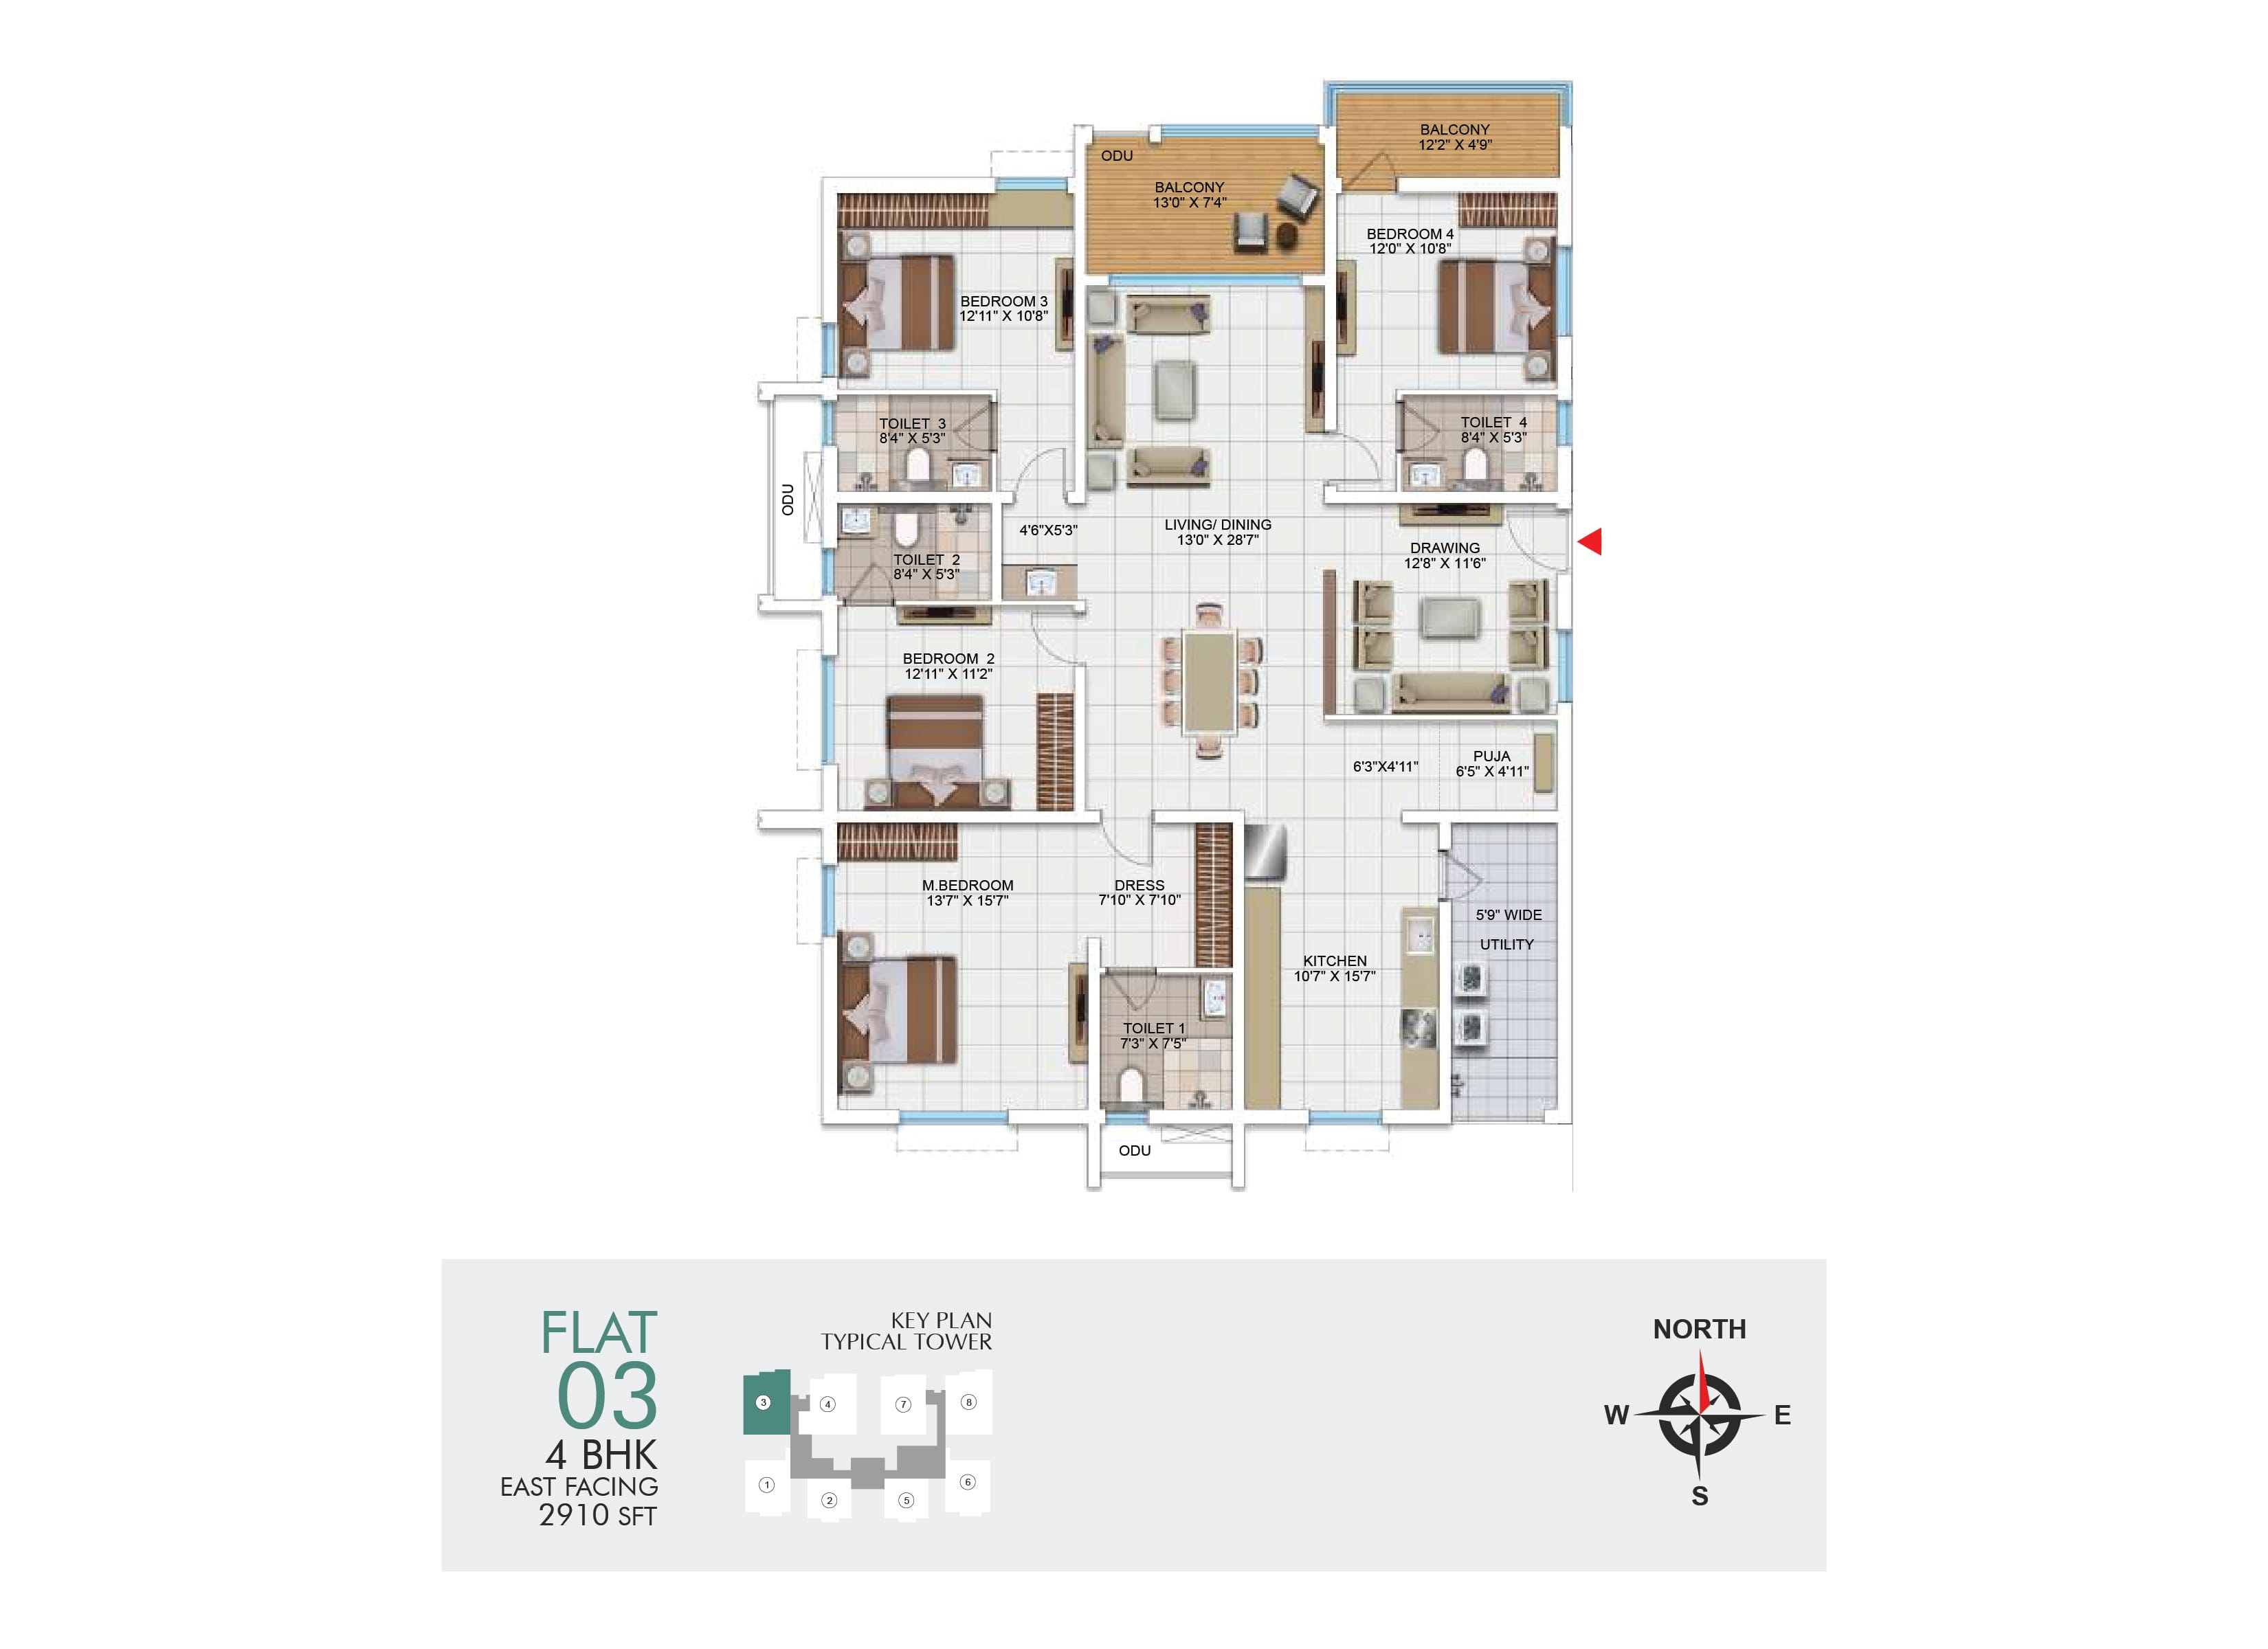 BALCONY
12'2" X 4'9"
ODU
BALCONY
13'0" X 7'4"
BEDROOM 4
12'0" X 10'8"
BEDROOM 3
12'11" X 10'8"
TOILET 3
8'4" X 5'3"
TOILET 4
8'4" X 5'3"
ODU
4'6"X5'3"
LIVING/ DINING
13'0" X 28'7"
DRAWING
12'8" X 11'6"
TOILET 2
8'4" X 5'3"
BEDROOM 2
12'11" X 11'2"
6'3"X4'11"
PUJA
6'5" X 4'11"
M.BEDROOM
13'7" X 15'7"
DRESS
7'10" X 7'10"
5'9" WIDE
UTILITY
KITCHEN
10'7" X 15'7"
TOILET 1
7'3" X 7'5"
ODU
FLAT
03
4 BHK
EAST FACING
2910 SFT
KEY PLAN
TYPICAL TOWER
3
4
7
8
1
2
5
6
NORTH
W
E
S